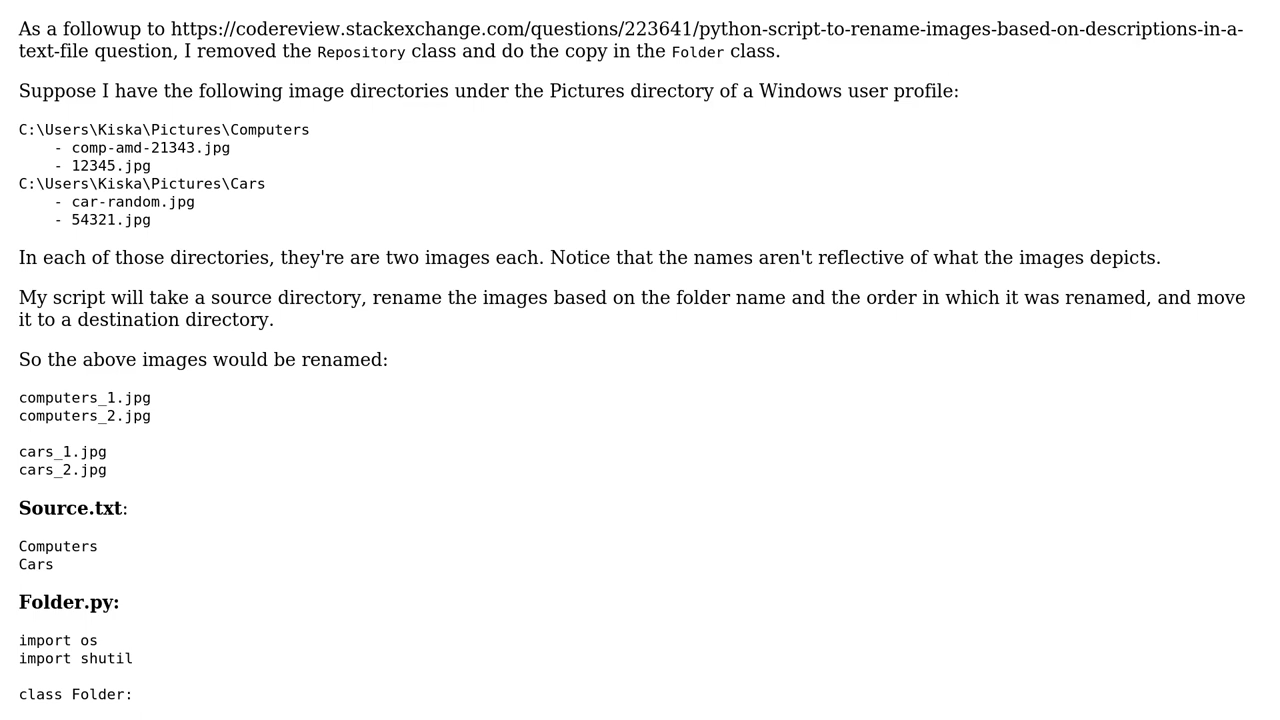 As a followup to https://codereview.stackexchange.com/questions/223641/python-script-to-rename-images-based-on-descriptions-in-a-
text-file question, I removed the Repository class and do the copy in the Folder class.
Suppose I have the following image directories under the Pictures directory of a Windows user profile:
C:\Users\Kiska\Pictures\Computers
    - comp-amd-21343.jpg
    - 12345.jpg
C:\Users\Kiska\Pictures\Cars
    - car-random.jpg
    - 54321.jpg
In each of those directories, they're are two images each. Notice that the names aren't reflective of what the images depicts.
My script will take a source directory, rename the images based on the folder name and the order in which it was renamed, and move
it to a destination directory.
So the above images would be renamed:
computers_1.jpg
computers_2.jpg
cars_1.jpg
cars_2.jpg
Source.txt:
Computers
Cars
Folder.py:
import os
import shutil
class Folder: